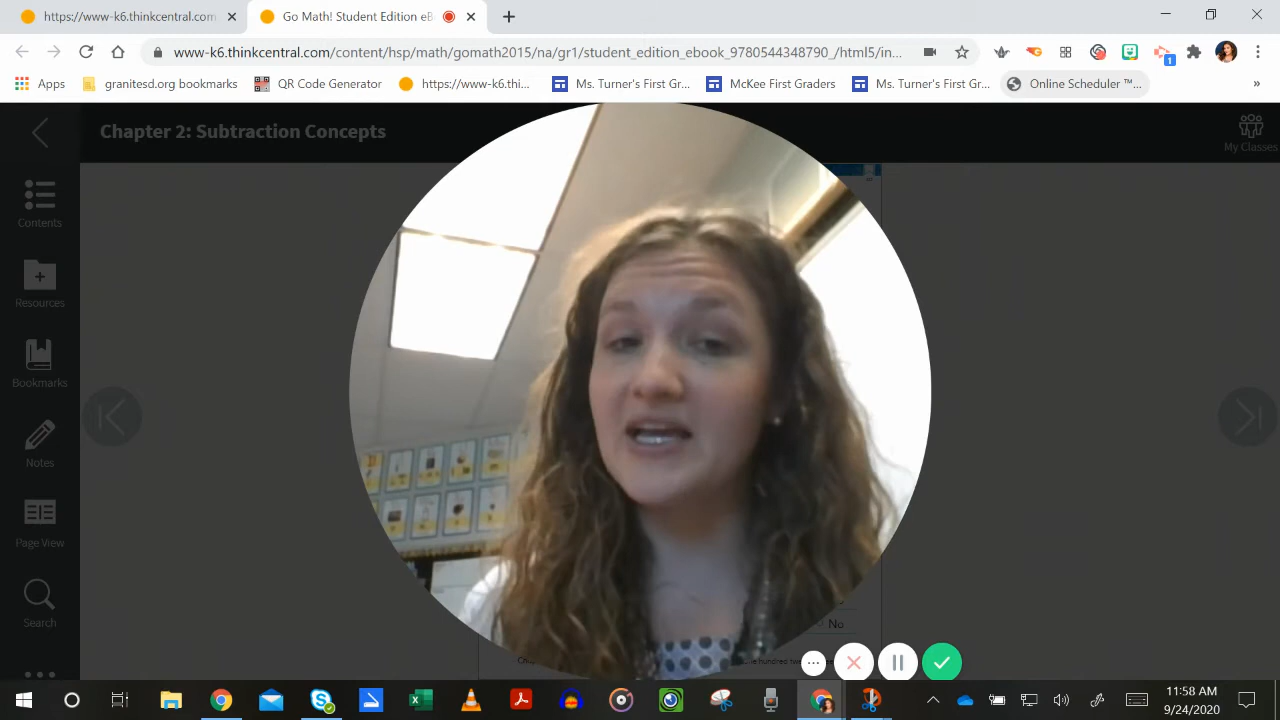 https://www-k6.thinkcentral.com
Go Math! Student Edition eB
www-k6.thinkcentral.com/content/hsp/math/gomath2015/na/gr1/student_edition_ebook_9780544348790_/html5/in...
1
Apps
granitesd.org bookmarks
QR Code Generator
https://www-k6.thi...
Ms. Turner's First Gr...
McKee First Graders
Ms. Turner's First Gr...
Online Scheduler ™...
»
Chapter 2: Subtraction Concepts
My Classes
Contents
Resources
Bookmarks
Notes
Page View
Search
No
11:58 AM
9/24/2020